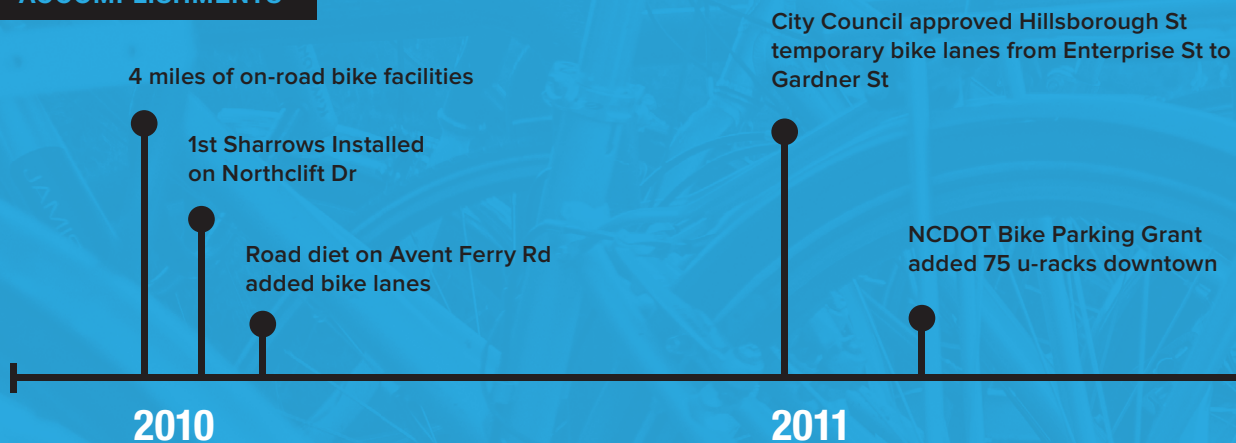 ACCOMPLISHMENTS
4 miles of on-road bike facilities
1st Sharrows Installed
on Northclift Dr
Road diet on Avent Ferry Rd
added bike lanes
2010
City Council approved Hillsborough St
temporary bike lanes from Enterprise St to
Gardner St
NCDOT Bike Parking Grant
added 75 u-racks downtown
2011